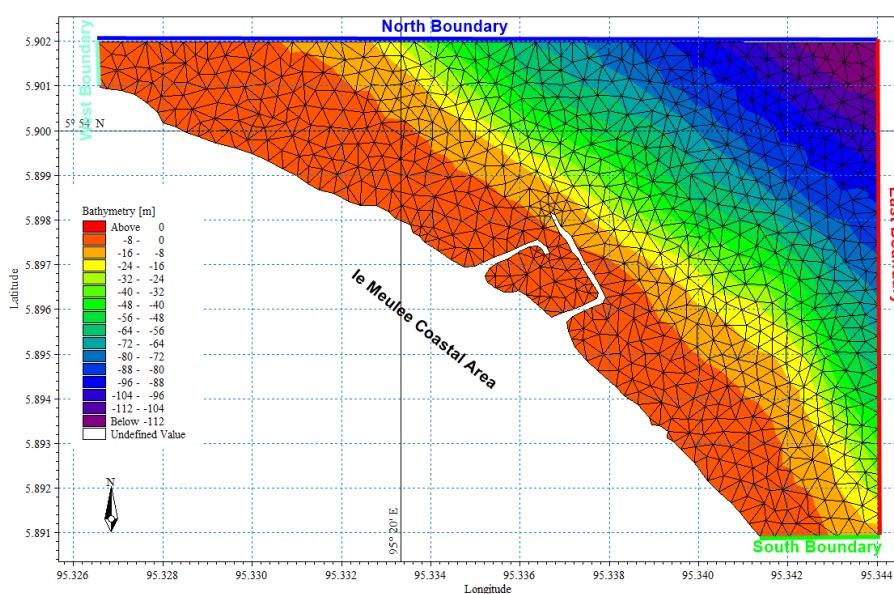 North Boundary
5.902
5.901
5.900
5.899
5.898
5.897
5.896
5.895
5.894
5.893
5.892
5.891
West Boundary
5° 54' N
Latitude
Bathymetry [m]
Above 0
-8 - 0
-16 - -8
-24 - -16
-32 - -24
-40 - -32
-48 - -40
-56 - -48
-64 - -56
-72 - -64
-80 - -72
-88 - -80
-96 - -88
-104 - -96
-112 - -104
Below -112
Undefined Value
N
le Meulee Coastal Area
95° 20' E
East Boundary
South Boundary
95.326 95.328 95.330 95.332 95.334 95.336 95.338 95.340 95.342 95.344
Longitude